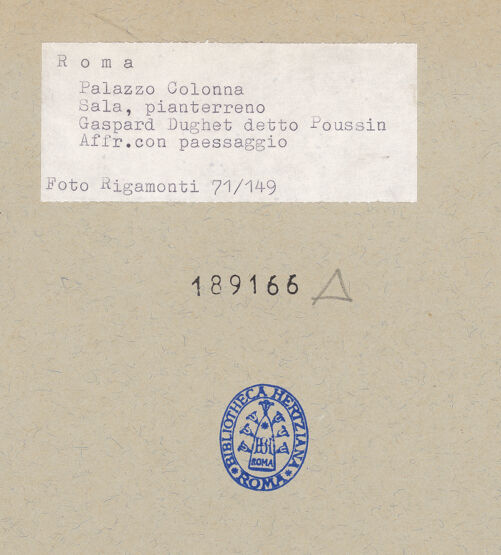 R o m a
Palazzo Colonna
Sala, pianterreno
Gaspard Dughet detto Poussin
Affr.con paessaggio
Foto Rigamonti 71/149
189166
BIBLIOTHECA HERTZIANA
ROMA
ROMA